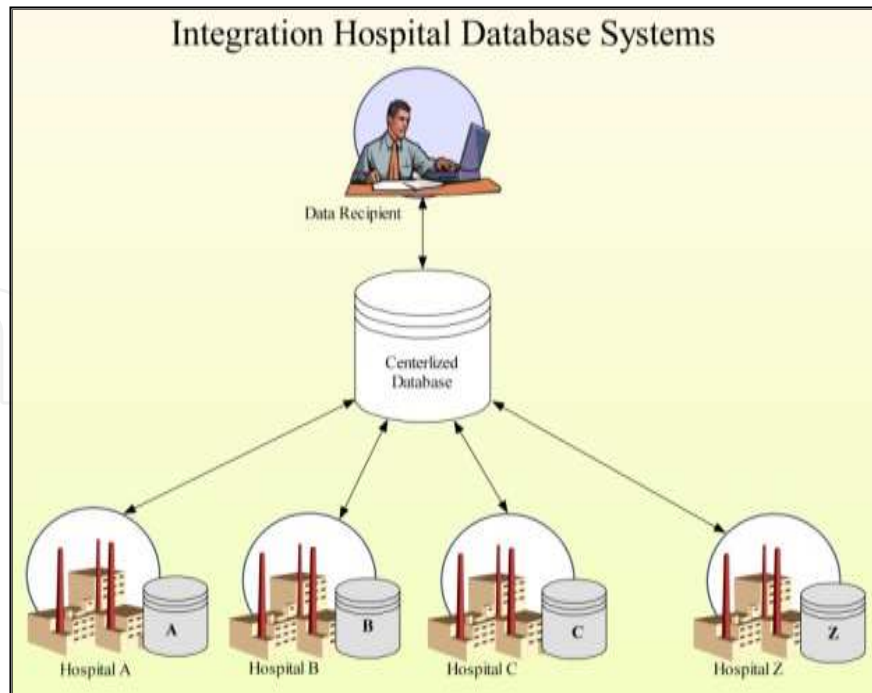 Integration Hospital Database Systems
Data Recipient
Centerlized
Database
A
B
C
Z
Hospital A
Hospital B
Hospital C
Hospital Z